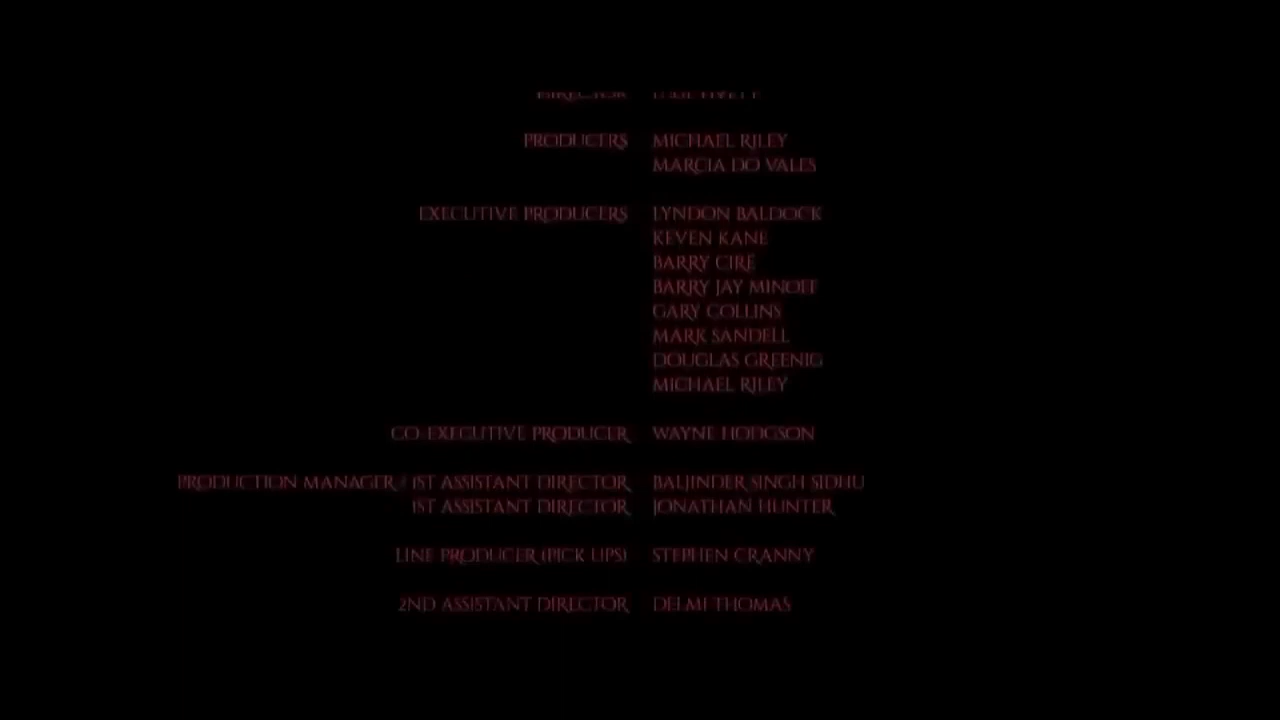 DIRECTOR
PRODUCERS MICHAEL RILEY
MARCIA DO VALES
EXECUTIVE PRODUCERS LYNDON BALDOCK
KEVEN KANE
BARRY CIRE
BARRY JAY MINOFF
GARY COLLINS
MARK SANDELL
DOUGLAS GREENIG
MICHAEL RILEY
CO-EXECUTIVE PRODUCER WAYNE HODGSON
PRODUCTION MANAGER / 1ST ASSISTANT DIRECTOR BALJINDER SINGH SIDHU
1ST ASSISTANT DIRECTOR JONATHAN HUNTER
LINE PRODUCER (PICK UPS) STEPHEN CRANNY
2ND ASSISTANT DIRECTOR DELMI THOMAS